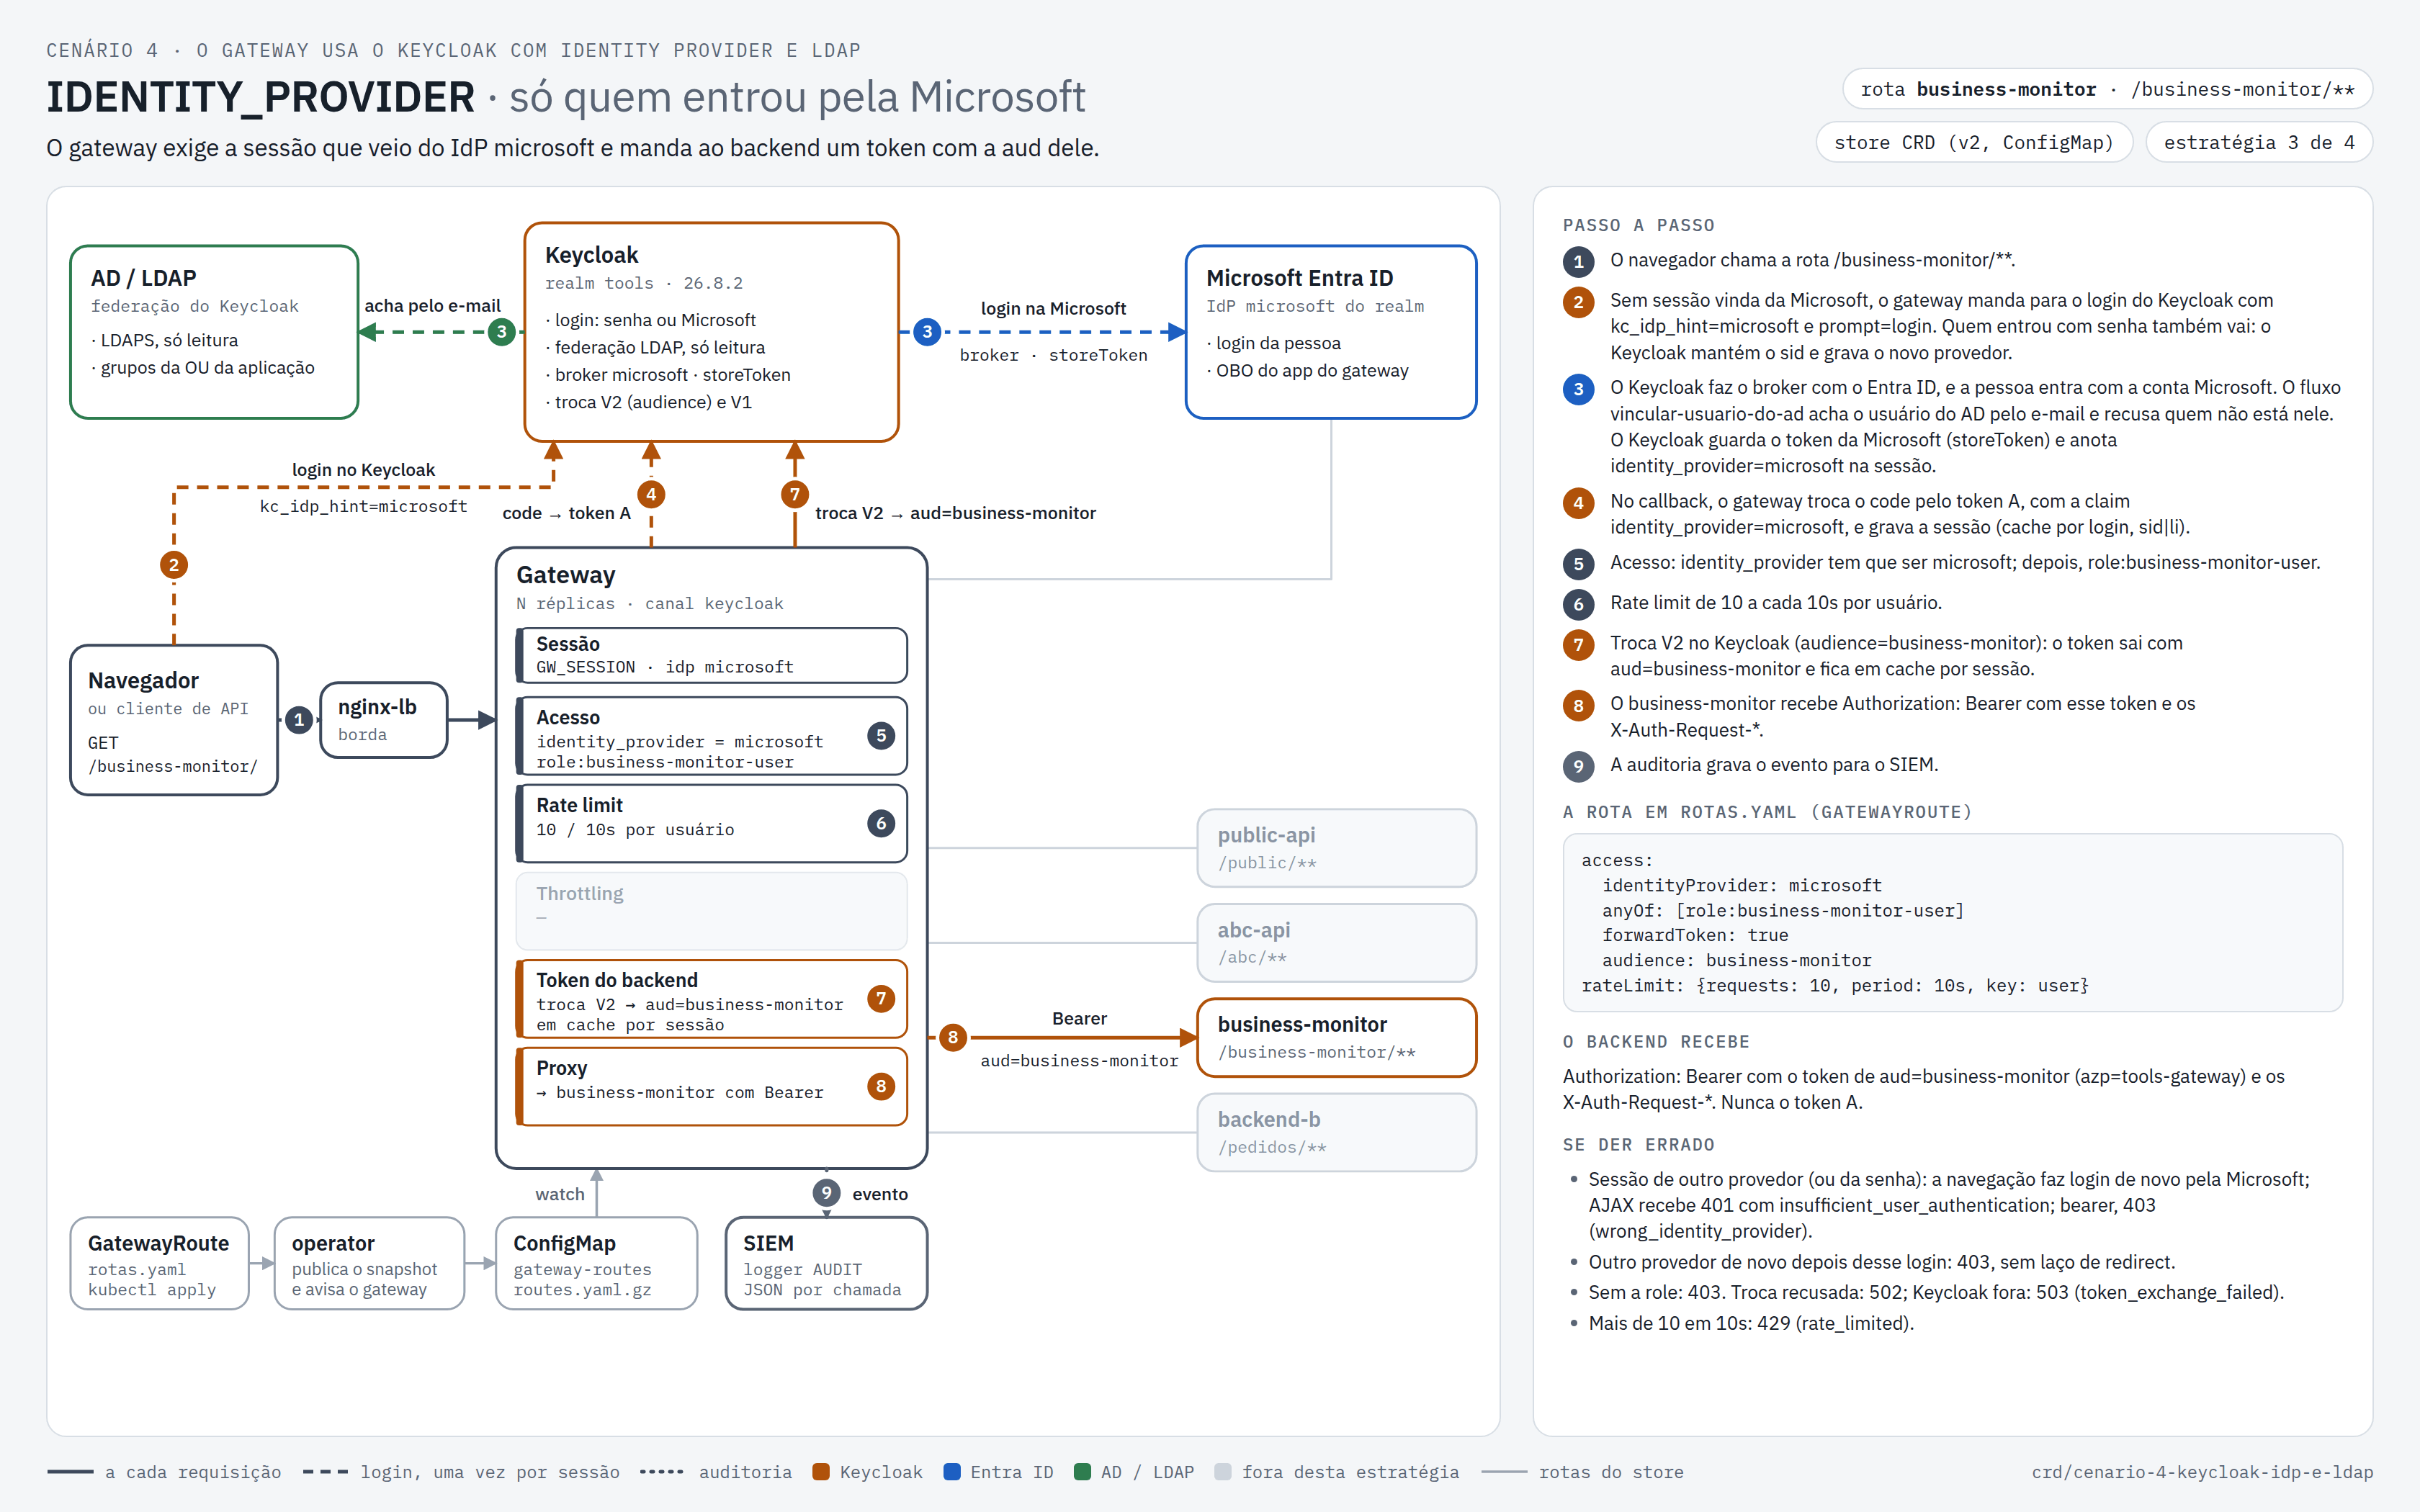 CENÁRIO 4 · O GATEWAY USA O KEYCLOAK COM IDENTITY PROVIDER E LDAP
IDENTITY_PROVIDER · só quem entrou pela Microsoft
O gateway exige a sessão que veio do IdP microsoft e manda ao backend um token com a aud dele.
rota business-monitor · /business-monitor/**
store CRD (v2, ConfigMap)
estratégia 3 de 4
AD / LDAP
federação do Keycloak
· LDAPS, só leitura
· grupos da OU da aplicação
acha pelo e-mail
3
Keycloak
realm tools · 26.8.2
· login: senha ou Microsoft
· federação LDAP, só leitura
· broker microsoft · storeToken
· troca V2 (audience) e V1
3
login na Microsoft
broker · storeToken
Microsoft Entra ID
IdP microsoft do realm
· login da pessoa
· OBO do app do gateway
login no Keycloak
kc_idp_hint=microsoft
2
code → token A
4
7
troca V2 → aud=business-monitor
Navegador
ou cliente de API
GET
/business-monitor/
1
nginx-lb
borda
Gateway
N réplicas · canal keycloak
Sessão
GW_SESSION · idp microsoft
Acesso
identity_provider = microsoft
role:business-monitor-user
5
Rate limit
10 / 10s por usuário
6
Throttling
—
Token do backend
troca V2 → aud=business-monitor
em cache por sessão
7
Proxy
→ business-monitor com Bearer
8
8
Bearer
aud=business-monitor
public-api
/public/**
abc-api
/abc/**
business-monitor
/business-monitor/**
backend-b
/pedidos/**
watch
9
evento
GatewayRoute
rotas.yaml
kubectl apply
operator
publica o snapshot
e avisa o gateway
ConfigMap
gateway-routes
routes.yaml.gz
SIEM
logger AUDIT
JSON por chamada
PASSO A PASSO
1 O navegador chama a rota /business-monitor/**.
2 Sem sessão vinda da Microsoft, o gateway manda para o login do Keycloak com
kc_idp_hint=microsoft e prompt=login. Quem entrou com senha também vai: o
Keycloak mantém o sid e grava o novo provedor.
3 O Keycloak faz o broker com o Entra ID, e a pessoa entra com a conta Microsoft. O fluxo
vincular-usuario-do-ad acha o usuário do AD pelo e-mail e recusa quem não está nele.
O Keycloak guarda o token da Microsoft (storeToken) e anota
identity_provider=microsoft na sessão.
4 No callback, o gateway troca o code pelo token A, com a claim
identity_provider=microsoft, e grava a sessão (cache por login, sid|li).
5 Acesso: identity_provider tem que ser microsoft; depois, role:business-monitor-user.
6 Rate limit de 10 a cada 10s por usuário.
7 Troca V2 no Keycloak (audience=business-monitor): o token sai com
aud=business-monitor e fica em cache por sessão.
8 O business-monitor recebe Authorization: Bearer com esse token e os
X-Auth-Request-*.
9 A auditoria grava o evento para o SIEM.
A ROTA EM ROTAS.YAML (GATEWAYROUTE)
access:
identityProvider: microsoft
anyOf: [role:business-monitor-user]
forwardToken: true
audience: business-monitor
rateLimit: {requests: 10, period: 10s, key: user}
O BACKEND RECEBE
Authorization: Bearer com o token de aud=business-monitor (azp=tools-gateway) e os
X-Auth-Request-*. Nunca o token A.
SE DER ERRADO
• Sessão de outro provedor (ou da senha): a navegação faz login de novo pela Microsoft;
AJAX recebe 401 com insufficient_user_authentication; bearer, 403
(wrong_identity_provider).
• Outro provedor de novo depois desse login: 403, sem laço de redirect.
• Sem a role: 403. Troca recusada: 502; Keycloak fora: 503 (token_exchange_failed).
• Mais de 10 em 10s: 429 (rate_limited).
a cada requisição
login, uma vez por sessão
auditoria
Keycloak
Entra ID
AD / LDAP
fora desta estratégia
rotas do store
crd/cenario-4-keycloak-idp-e-ldap